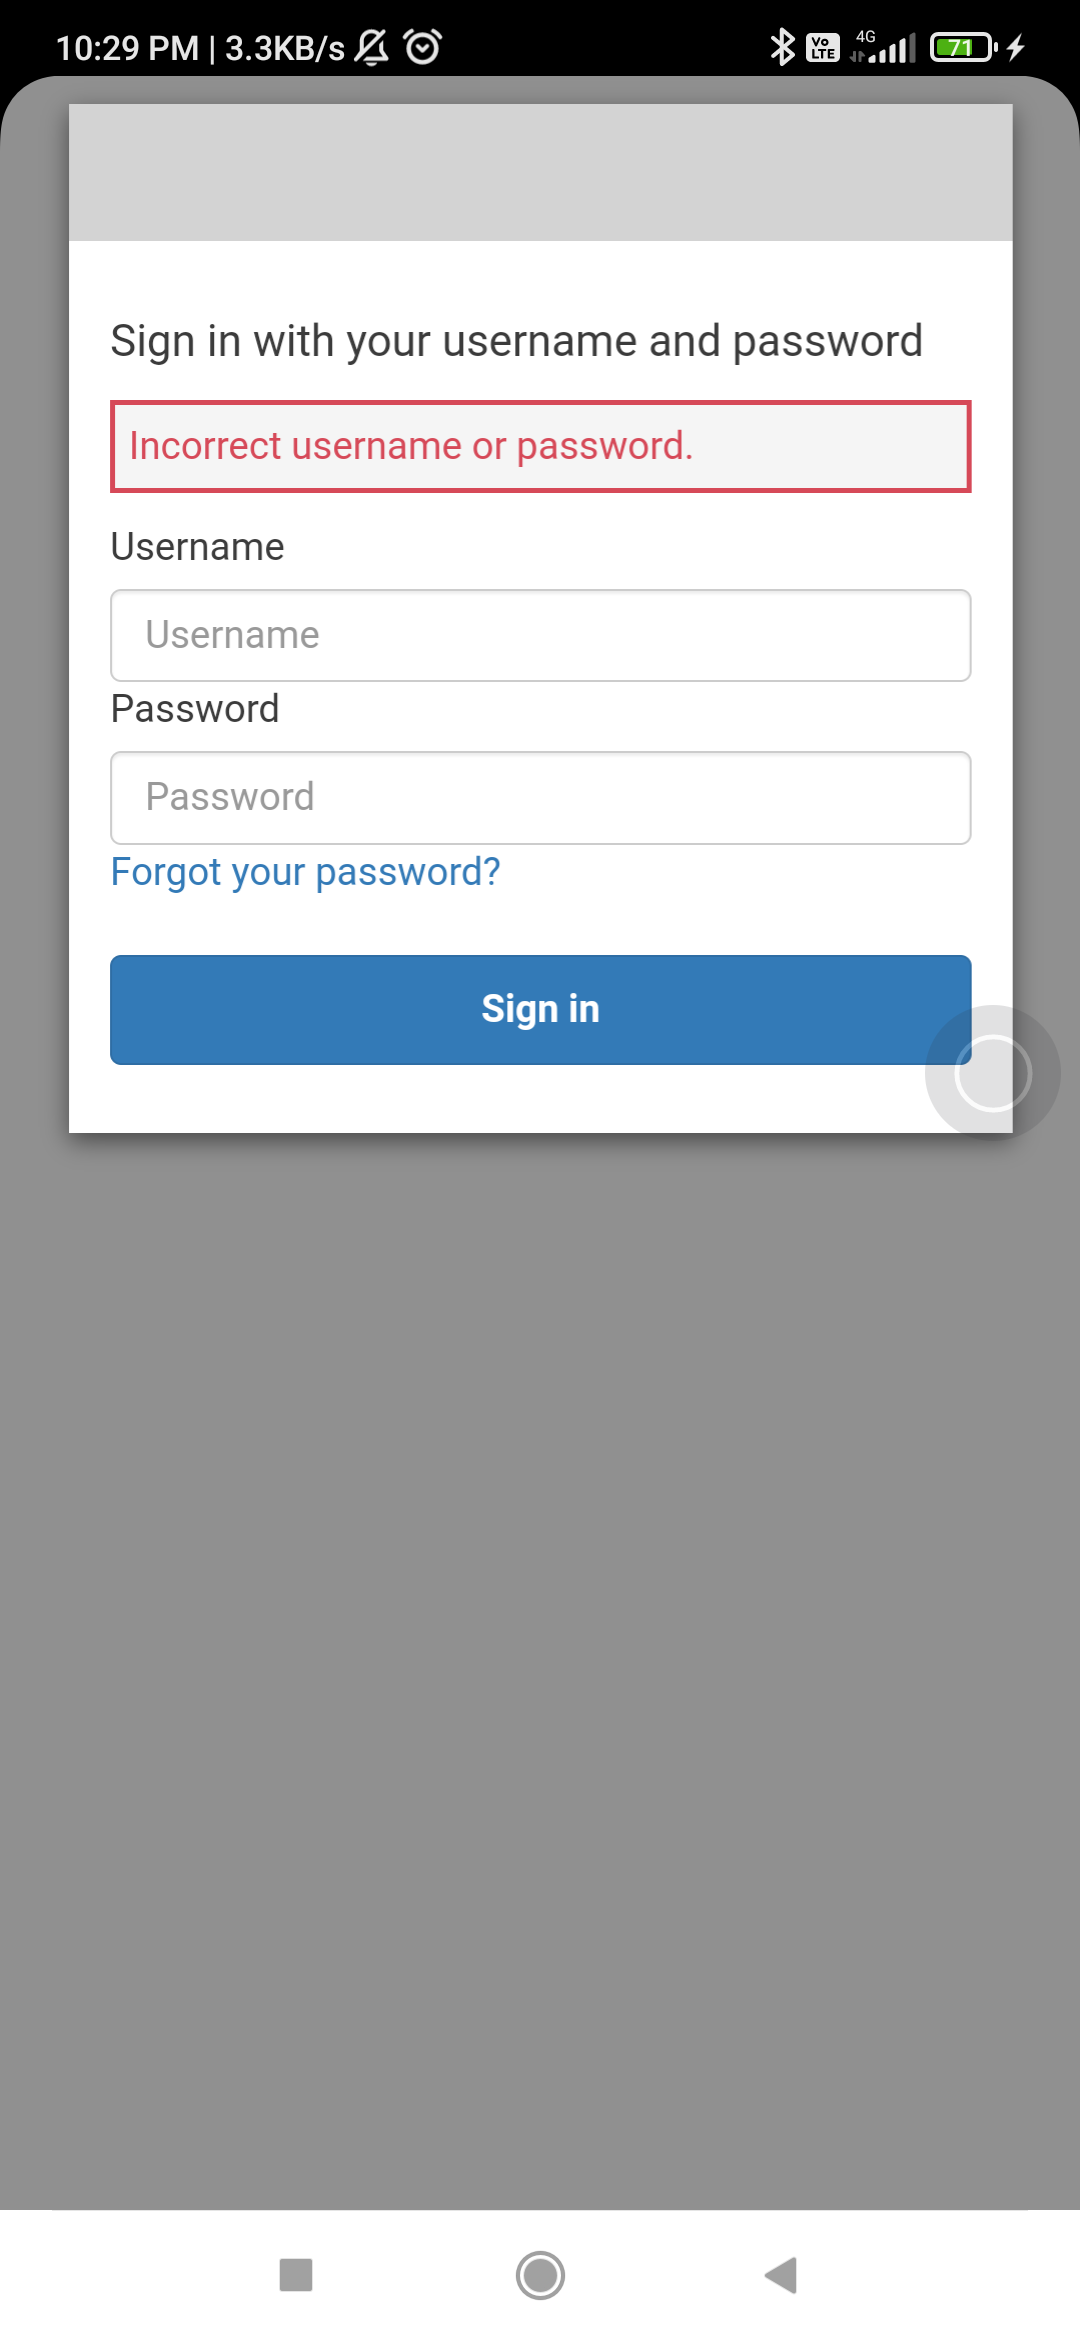 10:29 PM | 3.3KB/s
Vo LTE 4G 71
Sign in with your username and password
Incorrect username or password.
Username
Username
Password
Password
Forgot your password?
Sign in